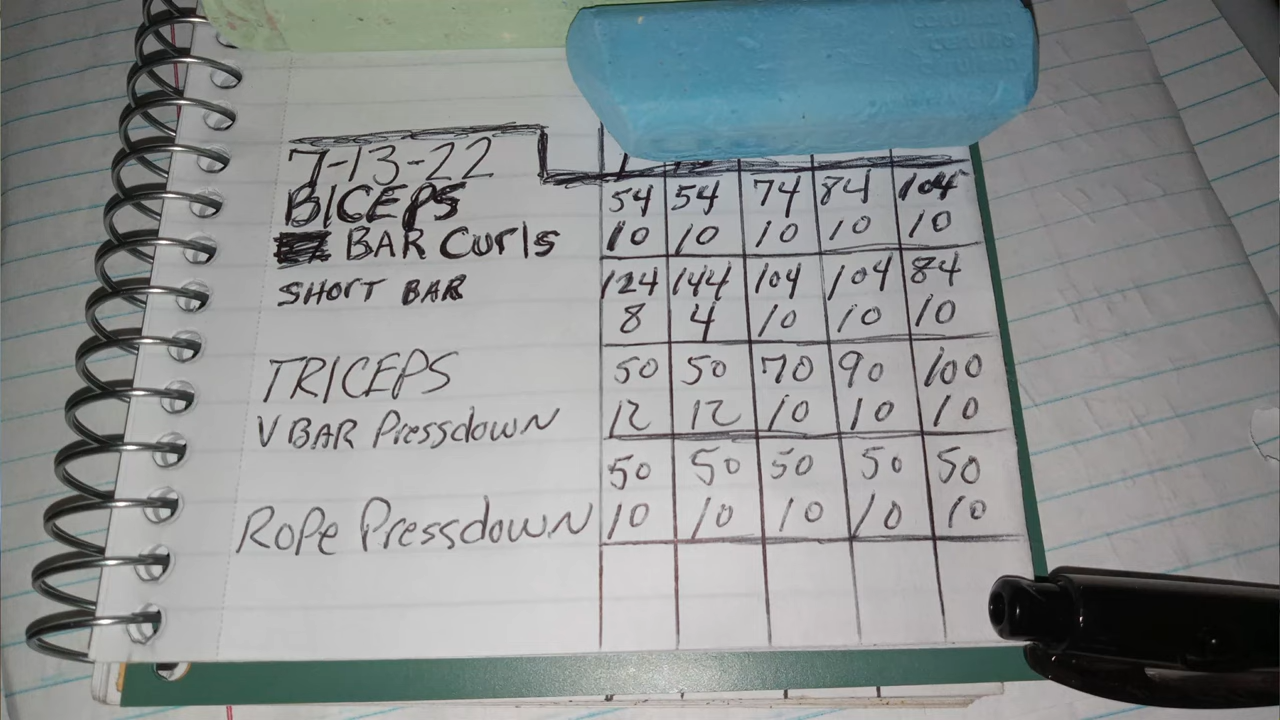 7-13-22
BICEPS 54 54 74 84 104
BAR Curls 10 10 10 10 10
SHORT BAR 124 144 104 104 84
8 4 10 10 10
TRICEPS 50 50 70 90 100
V BAR Pressdown 12 12 10 10 10
50 50 50 50 50
ROPe Pressdown 10 10 10 10 10